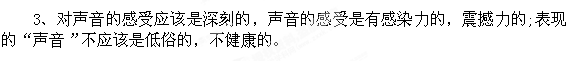 3、对声音的感受应该是深刻的，声音的感受是有感染力的，震撼力的;表现
的“声音”不应该是低俗的，不健康的。